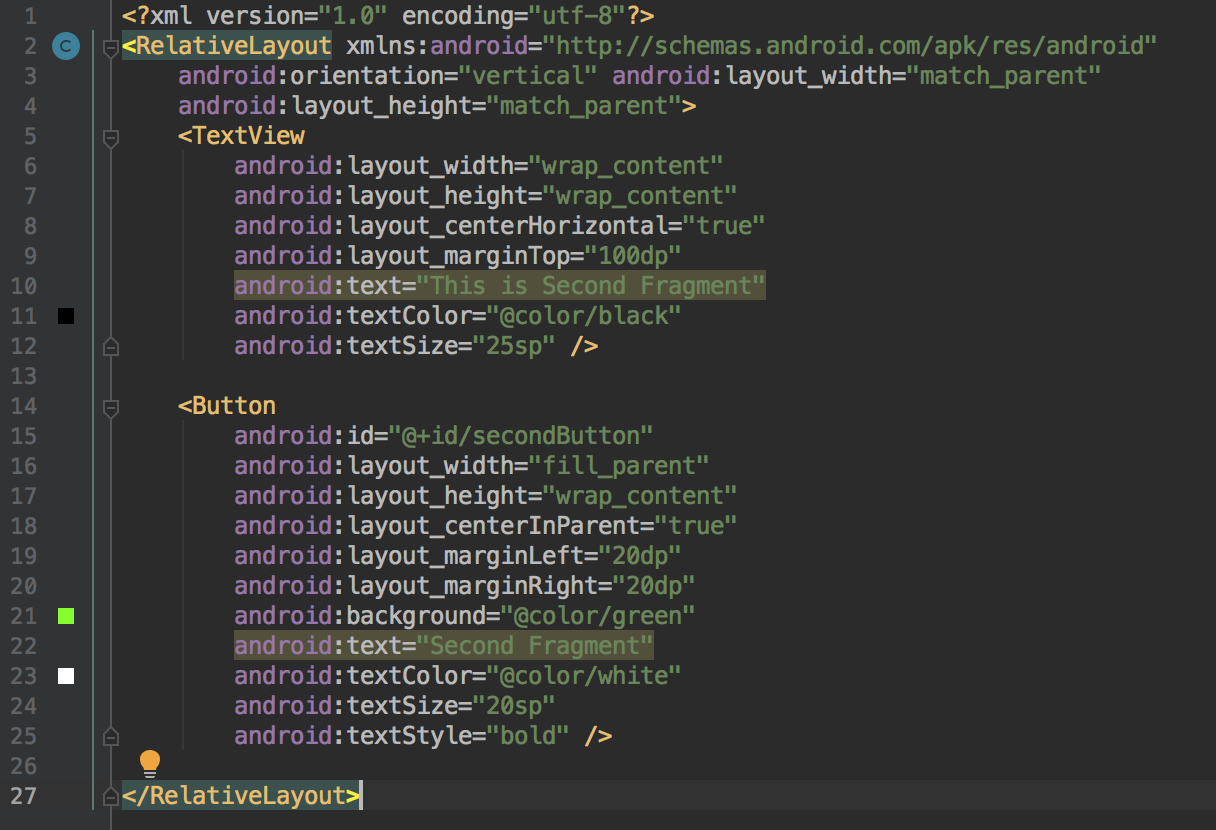 1 <?xml version="1.0" encoding="utf-8"?>
2 C <RelativeLayout xmlns:android="http://schemas.android.com/apk/res/android"
3     android:orientation="vertical" android:layout_width="match_parent"
4     android:layout_height="match_parent">
5     <TextView
6         android:layout_width="wrap_content"
7         android:layout_height="wrap_content"
8         android:layout_centerHorizontal="true"
9         android:layout_marginTop="100dp"
10         android:text="This is Second Fragment"
11         android:textColor="@color/black"
12         android:textSize="25sp" />
13
14     <Button
15         android:id="@+id/secondButton"
16         android:layout_width="fill_parent"
17         android:layout_height="wrap_content"
18         android:layout_centerInParent="true"
19         android:layout_marginLeft="20dp"
20         android:layout_marginRight="20dp"
21         android:background="@color/green"
22         android:text="Second Fragment"
23         android:textColor="@color/white"
24         android:textSize="20sp"
25         android:textStyle="bold" />
26
27 </RelativeLayout>